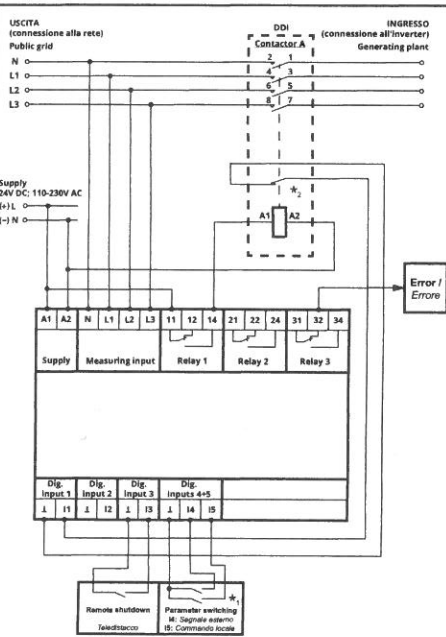 USCITA
(connessione alla rete)
Public grid
DDI
Contactor A
INGRESSO
(connessione all'inverter)
Generating plant
N
2 1
L1
4 3
L2
6 5
L3
8 7
Supply
24V DC; 110-230V AC
(+) L
(−) N
★2
A1 A2
Error /
Errore
A1 A2 N L1 L2 L3 11 12 14 21 22 24 31 32 34
Supply Measuring input Relay 1 Relay 2 Relay 3
Dig. Input 1 Dig. Input 2 Dig. Input 3 Dig. Inputs 4+5
⊥ I1 ⊥ I2 ⊥ I3 ⊥ I4 I5
★1
Remote shutdown
Teledistacco
Parameter switching
I4: Segnale esterno
I5: Commando locale